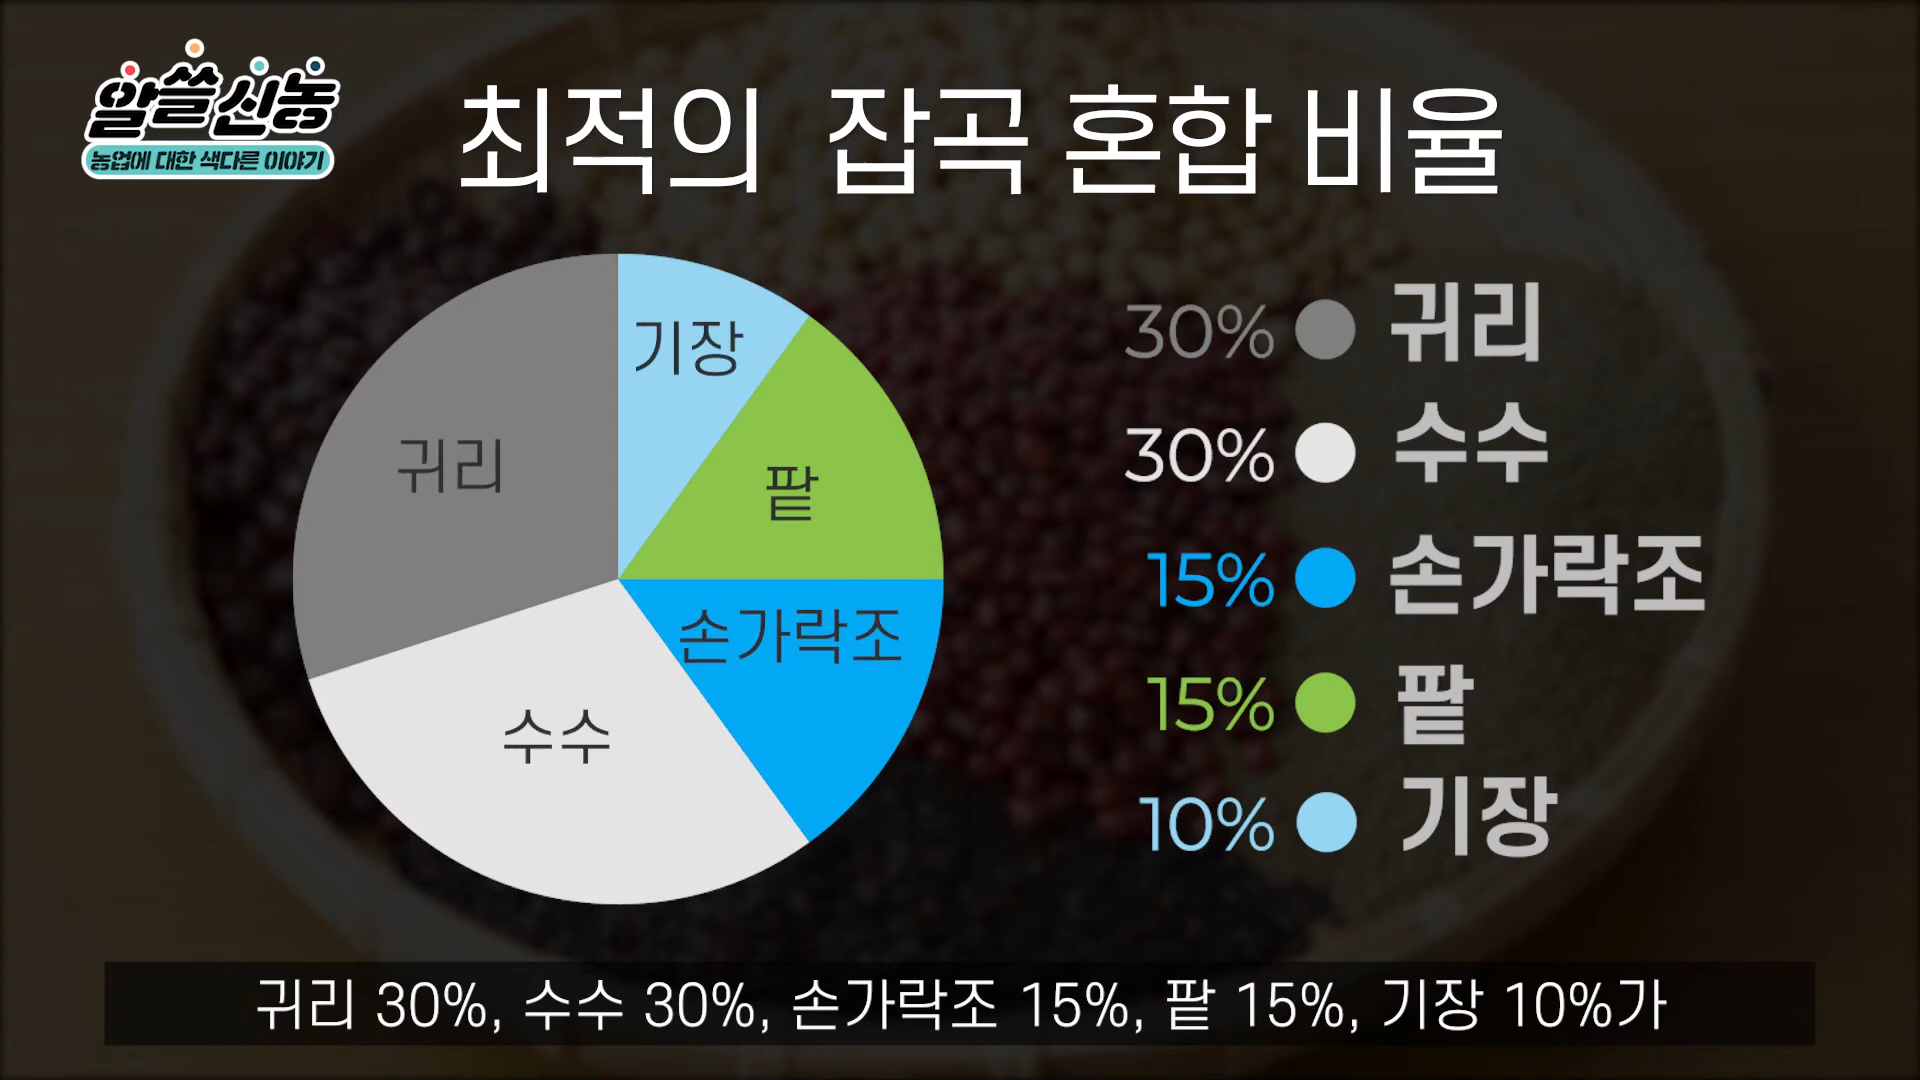 알쓸신농
농업에 대한 색다른 이야기
최적의 잡곡 혼합 비율
기장
팥
귀리
손가락조
수수
30% 귀리
30% 수수
15% 손가락조
15% 팥
10% 기장
귀리 30%, 수수 30%, 손가락조 15%, 팥 15%, 기장 10%가